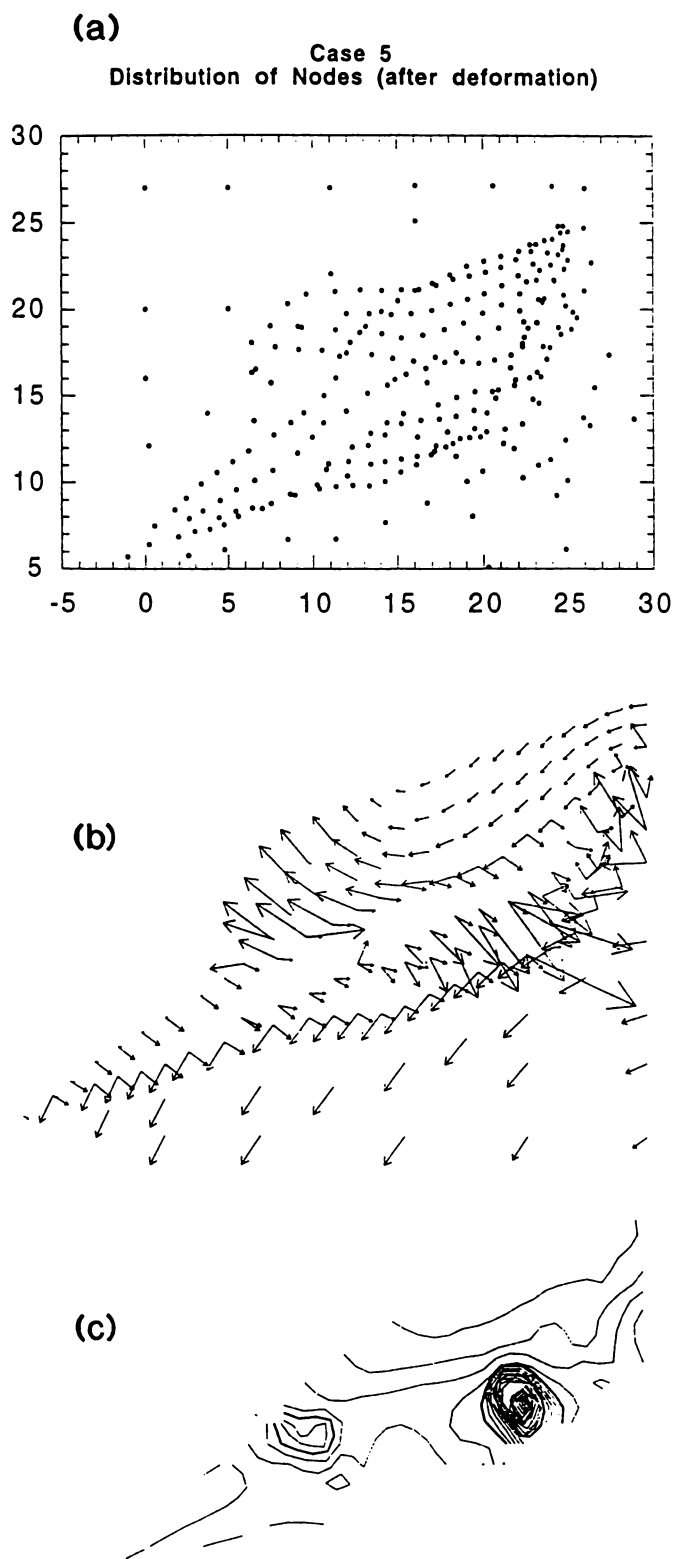 (a)
Case 5
Distribution of Nodes (after deformation)
30
25
20
15
10
5
-5 0 5 10 15 20 25 30
(b)
(c)